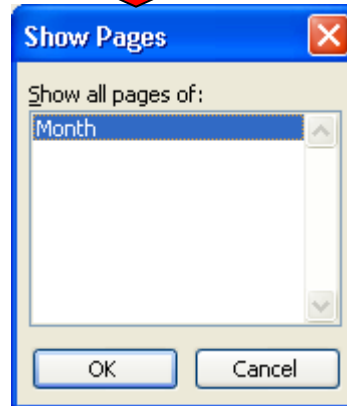 Show Pages
Show all pages of:
Month
OK
Cancel